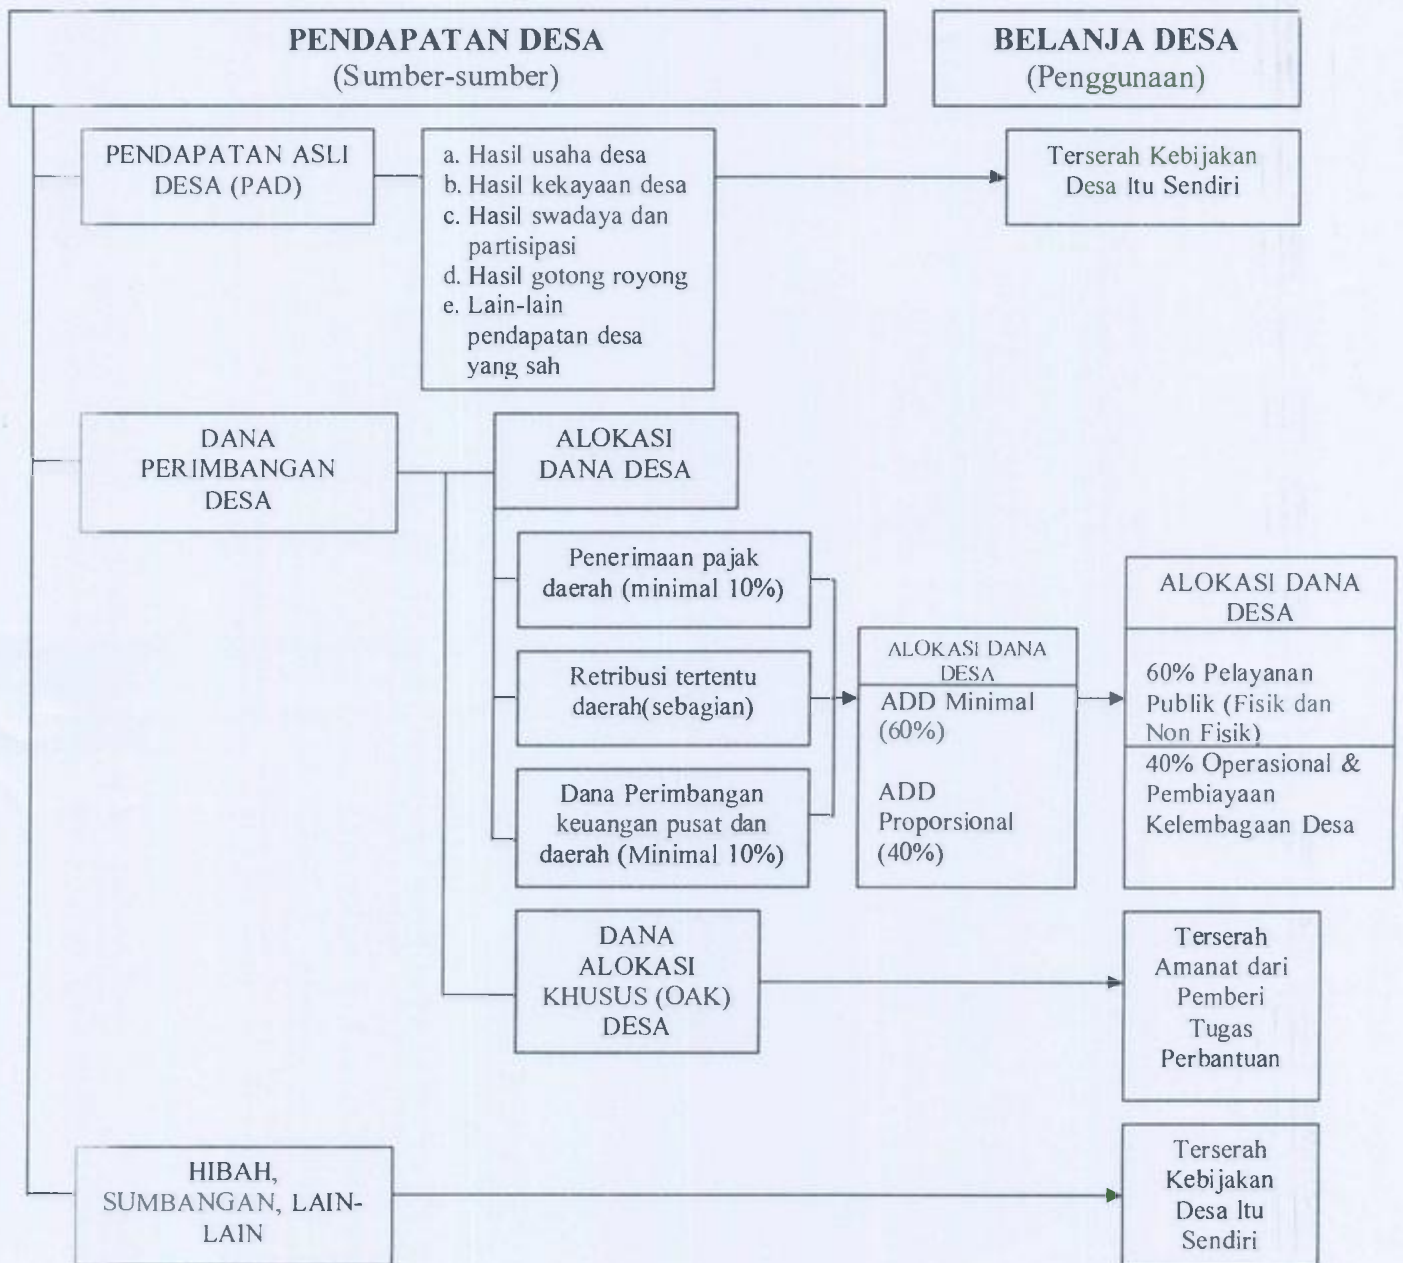 PENDAPATAN DESA
(Sumber-sumber)
BELANJA DESA
(Penggunaan)
PENDAPATAN ASLI
DESA (PAD)
a. Hasil usaha desa
b. Hasil kekayaan desa
c. Hasil swadaya dan
partisipasi
d. Hasil gotong royong
e. Lain-lain
pendapatan desa
yang sah
Terserah Kebijakan
Desa Itu Sendiri
DANA
PERIMBANGAN
DESA
ALOKASI
DANA DESA
Penerimaan pajak
daerah (minimal 10%)
Retribusi tertentu
daerah(sebagian)
Dana Perimbangan
keuangan pusat dan
daerah (Minimal 10%)
ALOKASI DANA
DESA
ADD Minimal
(60%)
ADD
Proporsional
(40%)
ALOKASI DANA
DESA
60% Pelayanan
Publik (Fisik dan
Non Fisik)
40% Operasional &
Pembiayaan
Kelembagaan Desa
DANA
ALOKASI
KHUSUS (OAK)
DESA
Terserah
Amanat dari
Pemberi
Tugas
Perbantuan
HIBAH,
SUMBANGAN, LAIN-
LAIN
Terserah
Kebijakan
Desa Itu
Sendiri